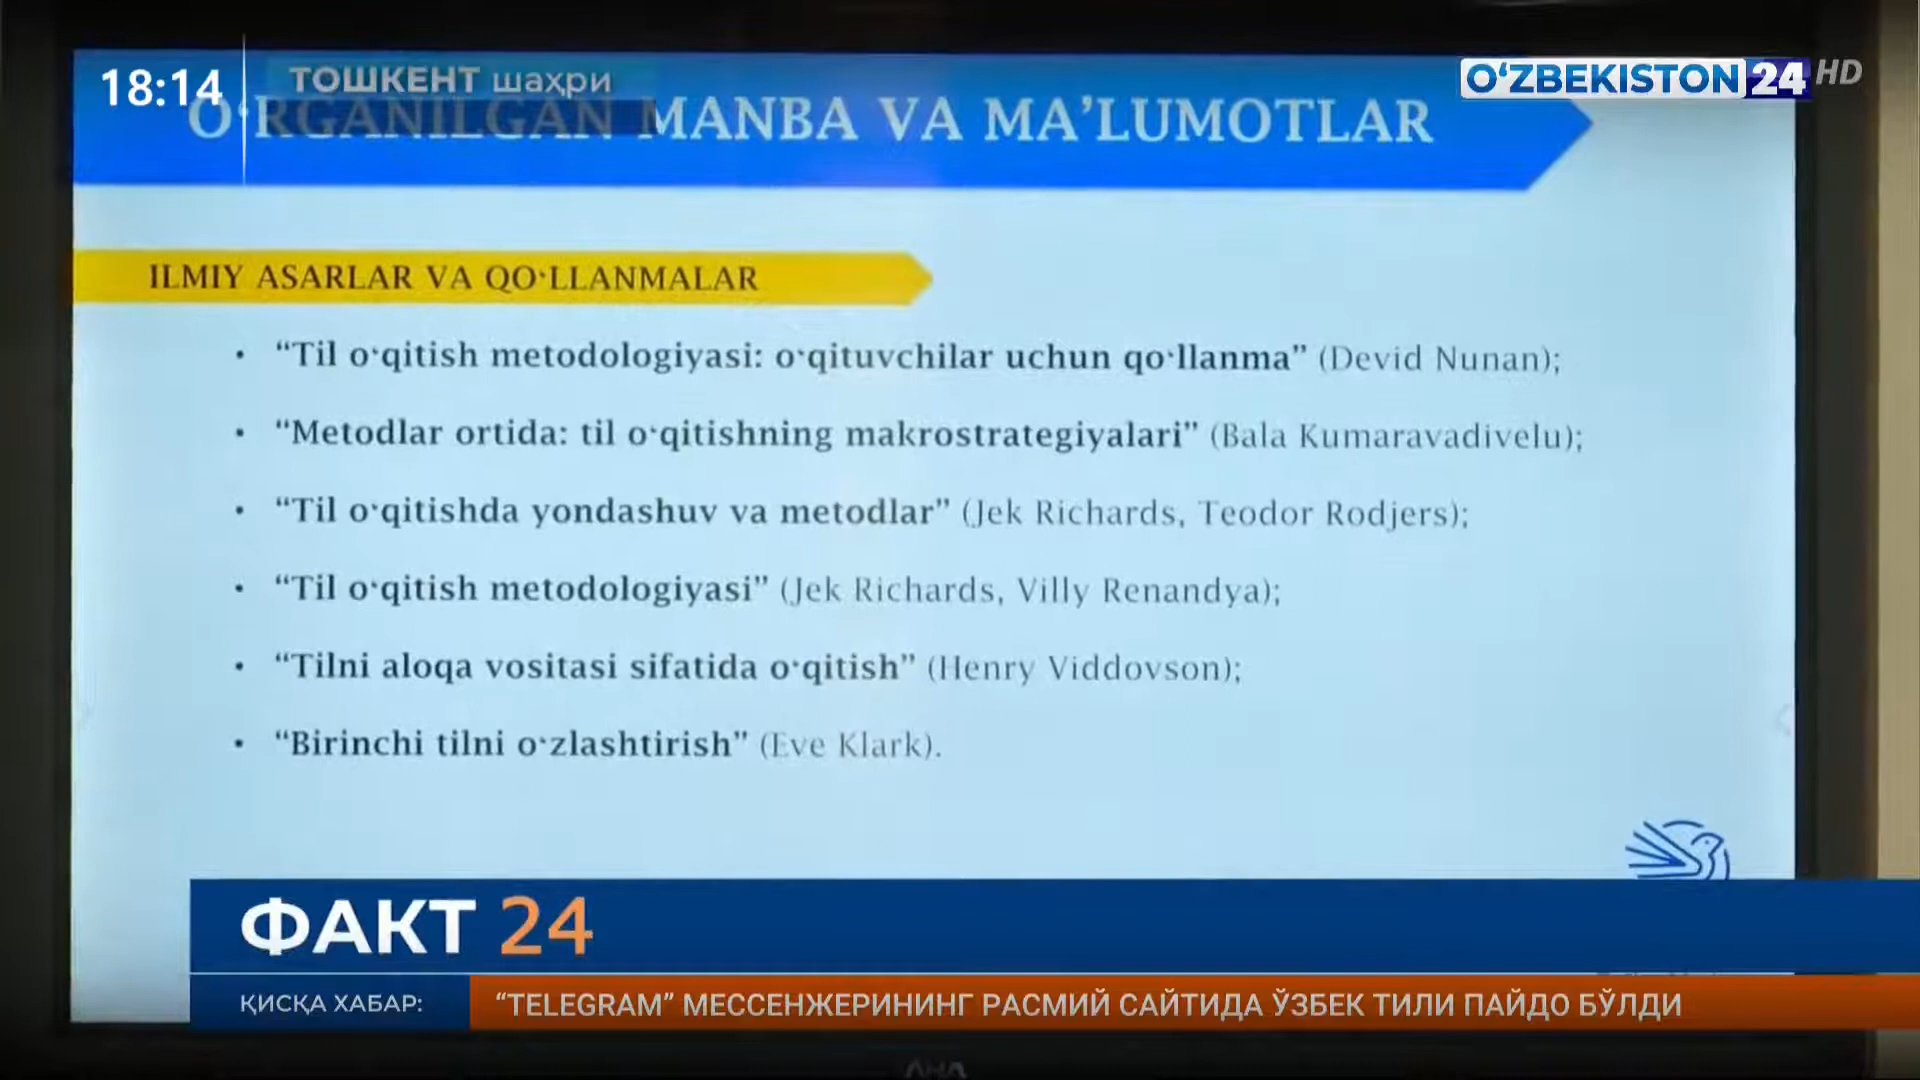 18:14
ТОШКЕНТ шаҳри
O‘ZBEKISTON 24 HD
O‘RGANILGAN MANBA VA MA’LUMOTLAR
ILMIY ASARLAR VA QO‘LLANMALAR
• “Til o‘qitish metodologiyasi: o‘qituvchilar uchun qo‘llanma” (Devid Nunan);
• “Metodlar ortida: til o‘qitishning makrostrategiyalari” (Bala Kumaravadivelu);
• “Til o‘qitishda yondashuv va metodlar” (Jek Richards, Teodor Rodjers);
• “Til o‘qitish metodologiyasi” (Jek Richards, Villy Renandya);
• “Tilni aloqa vositasi sifatida o‘qitish” (Henry Viddovson);
• “Birinchi tilni o‘zlashtirish” (Eve Klark).
ФАКТ 24
ҚИСҚА ХАБАР:
“TELEGRAM” МЕССЕНЖЕРИНИНГ РАСМИЙ САЙТИДА ЎЗБЕК ТИЛИ ПАЙДО БЎЛДИ